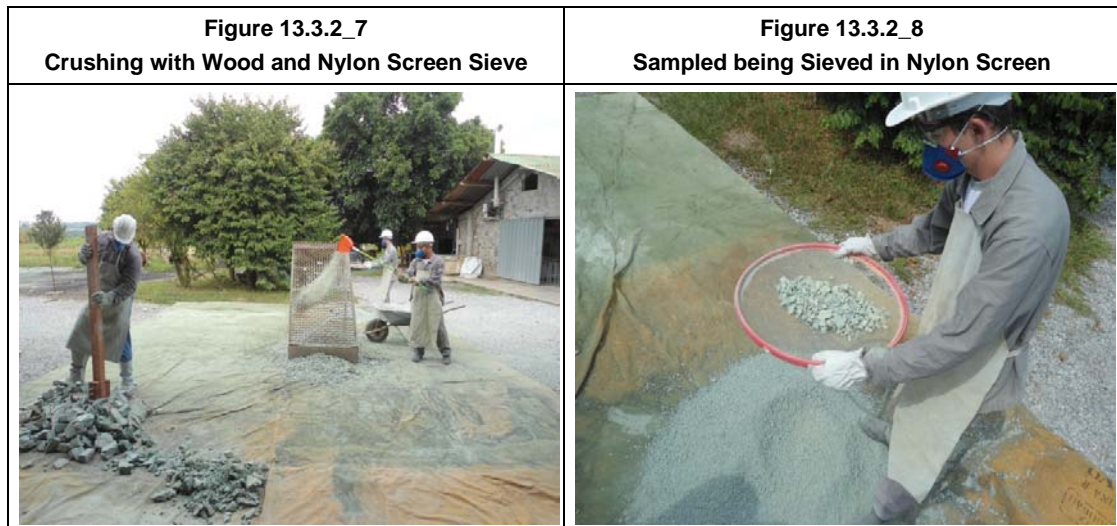 Figure 13.3.2_7
Crushing with Wood and Nylon Screen Sieve
Figure 13.3.2_8
Sampled being Sieved in Nylon Screen